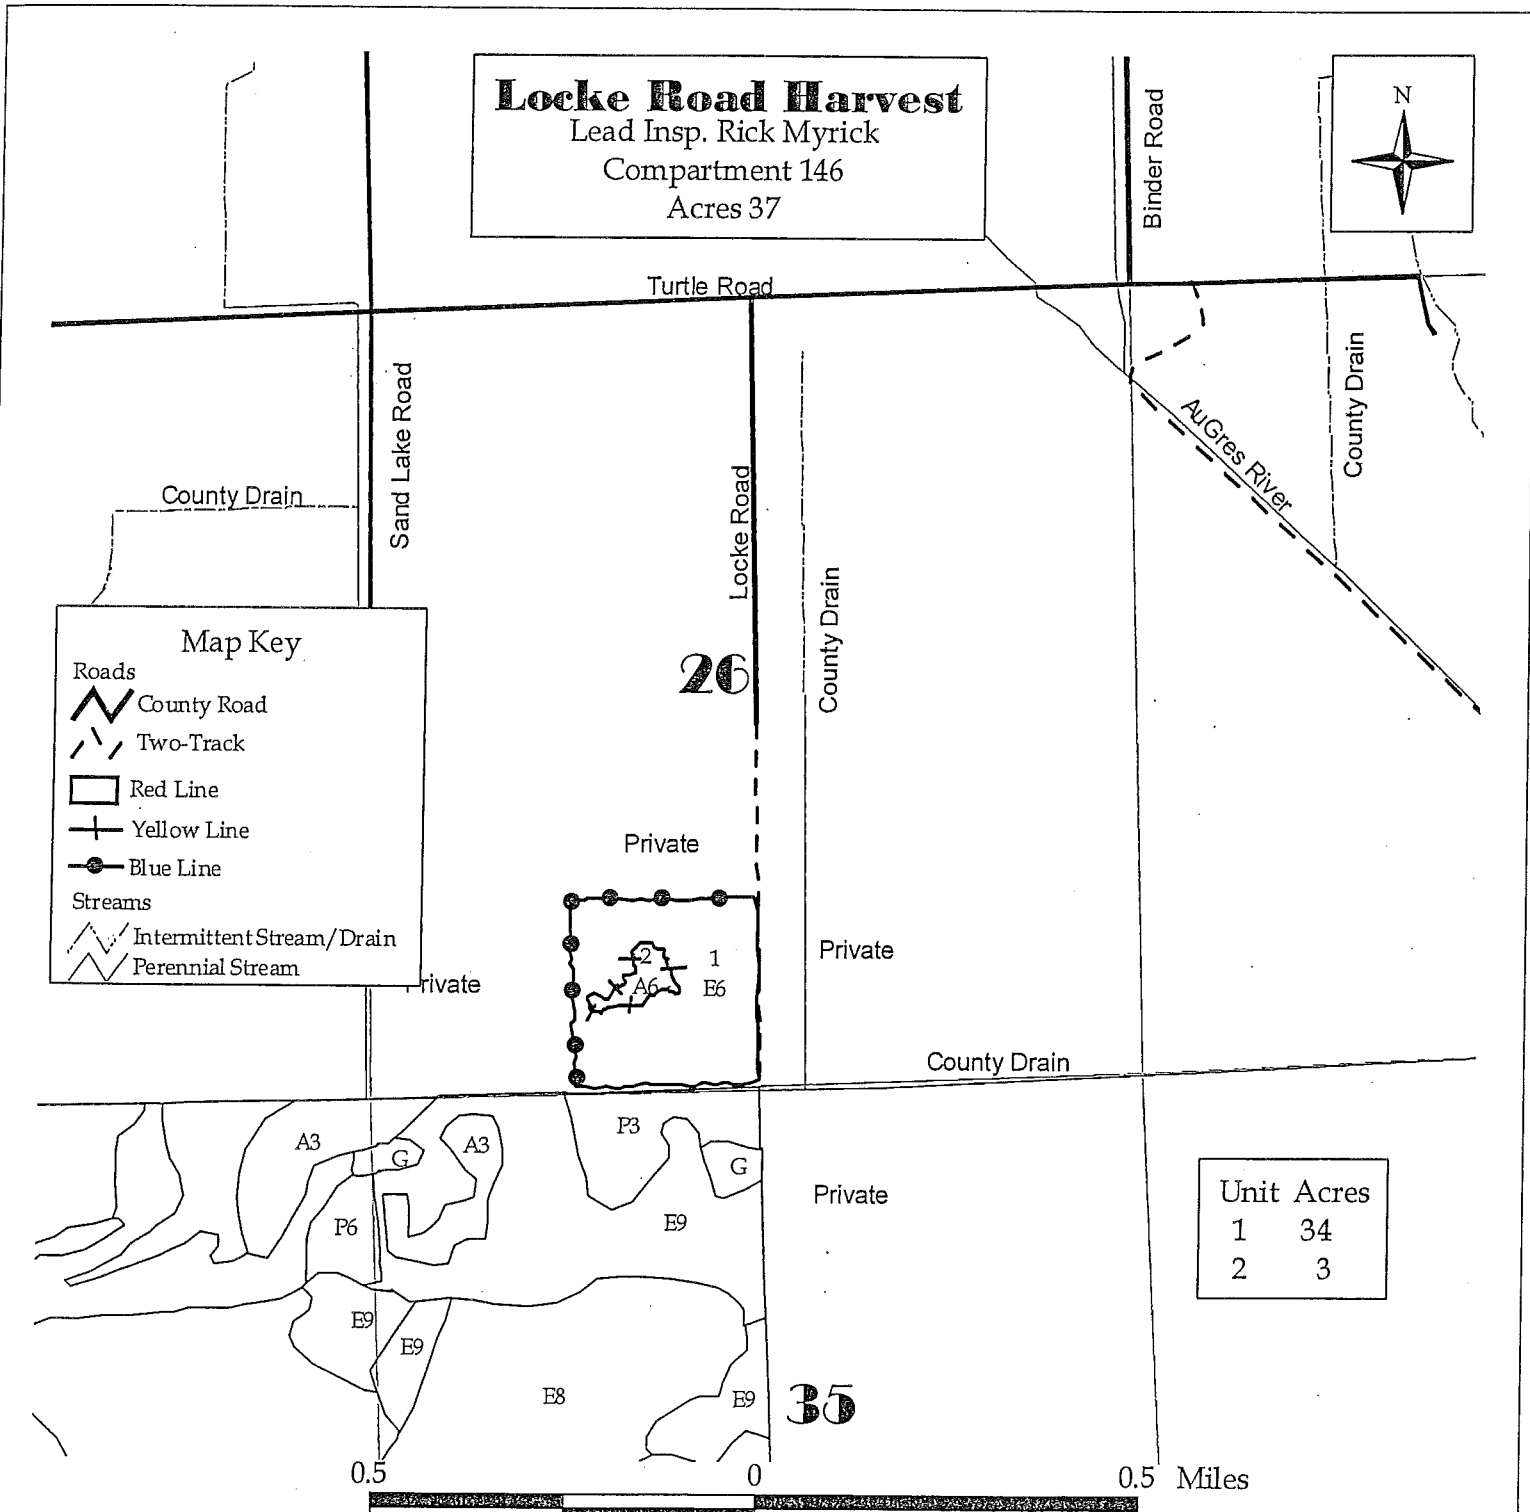 Locke Road Harvest
Lead Insp. Rick Myrick
Compartment 146
Acres 37
N
Binder Road
Turtle Road
Sand Lake Road
County Drain
Locke Road
County Drain
AuGres River
County Drain
26
Map Key
Roads
County Road
Two-Track
Red Line
Yellow Line
Blue Line
Streams
Intermittent Stream/Drain
Perennial Stream
Private
Private
Private
2
A6
1
E6
County Drain
A3
G
A3
P3
G
P6
E9
Private
Unit Acres
1 34
2 3
E9
E9
E8
E9
35
0.5 0 0.5 Miles